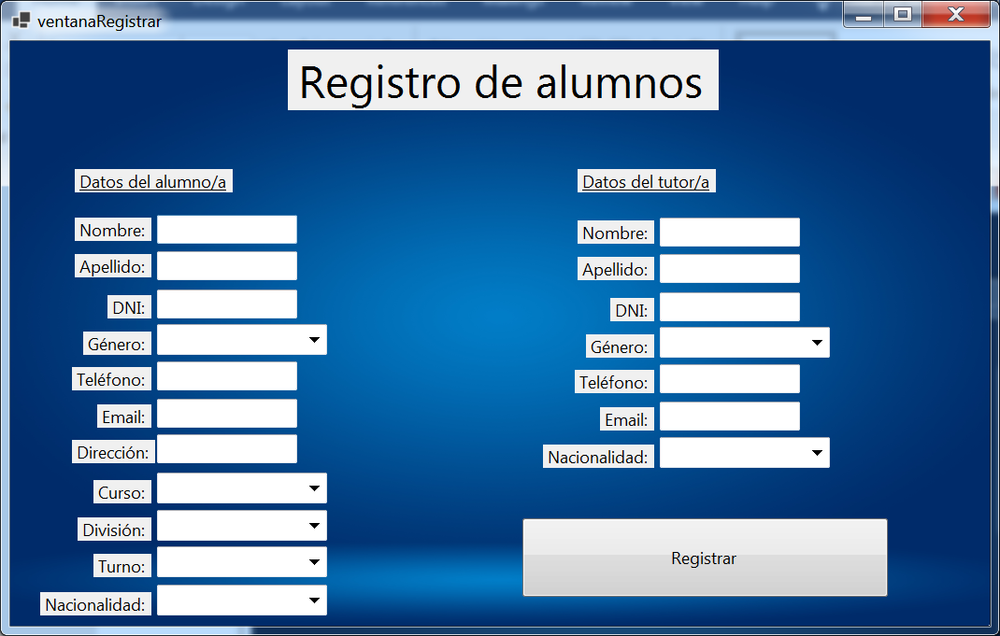 ventanaRegistrar
Registro de alumnos
Datos del alumno/a
Nombre:
Apellido:
DNI:
Género:
Teléfono:
Email:
Dirección:
Curso:
División:
Turno:
Nacionalidad:
Datos del tutor/a
Nombre:
Apellido:
DNI:
Género:
Teléfono:
Email:
Nacionalidad:
Registrar